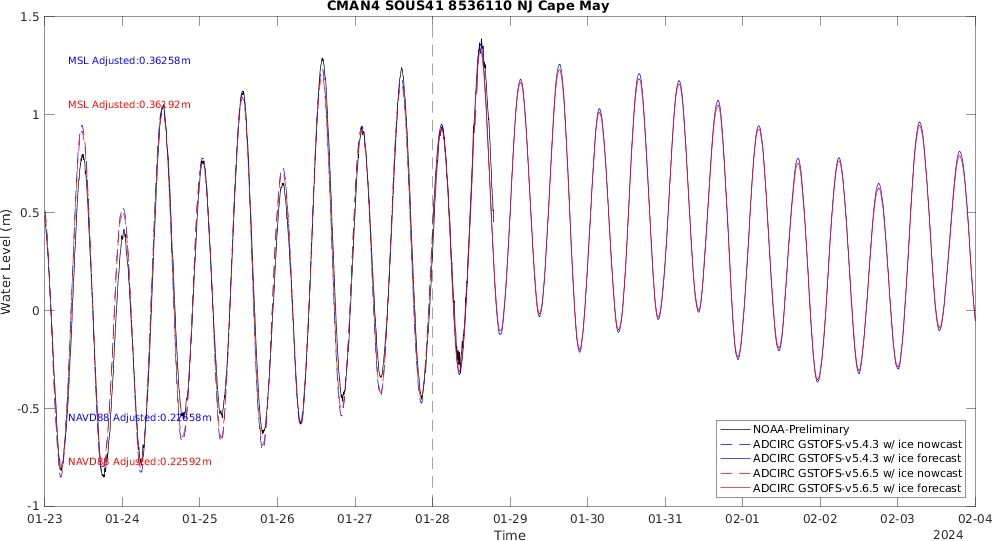 CMAN4 SOUS41 8536110 NJ Cape May
1.5
1
0.5
0
-0.5
-1
Water Level (m)
MSL Adjusted:0.36258m
MSL Adjusted:0.36192m
NAVD88 Adjusted:0.22658m
NAVD88 Adjusted:0.22592m
NOAA-Preliminary
ADCIRC GSTOFS-v5.4.3 w/ ice nowcast
ADCIRC GSTOFS-v5.4.3 w/ ice forecast
ADCIRC GSTOFS-v5.6.5 w/ ice nowcast
ADCIRC GSTOFS-v5.6.5 w/ ice forecast
01-23 01-24 01-25 01-26 01-27 01-28 01-29 01-30 01-31 02-01 02-02 02-03 02-04
Time
2024